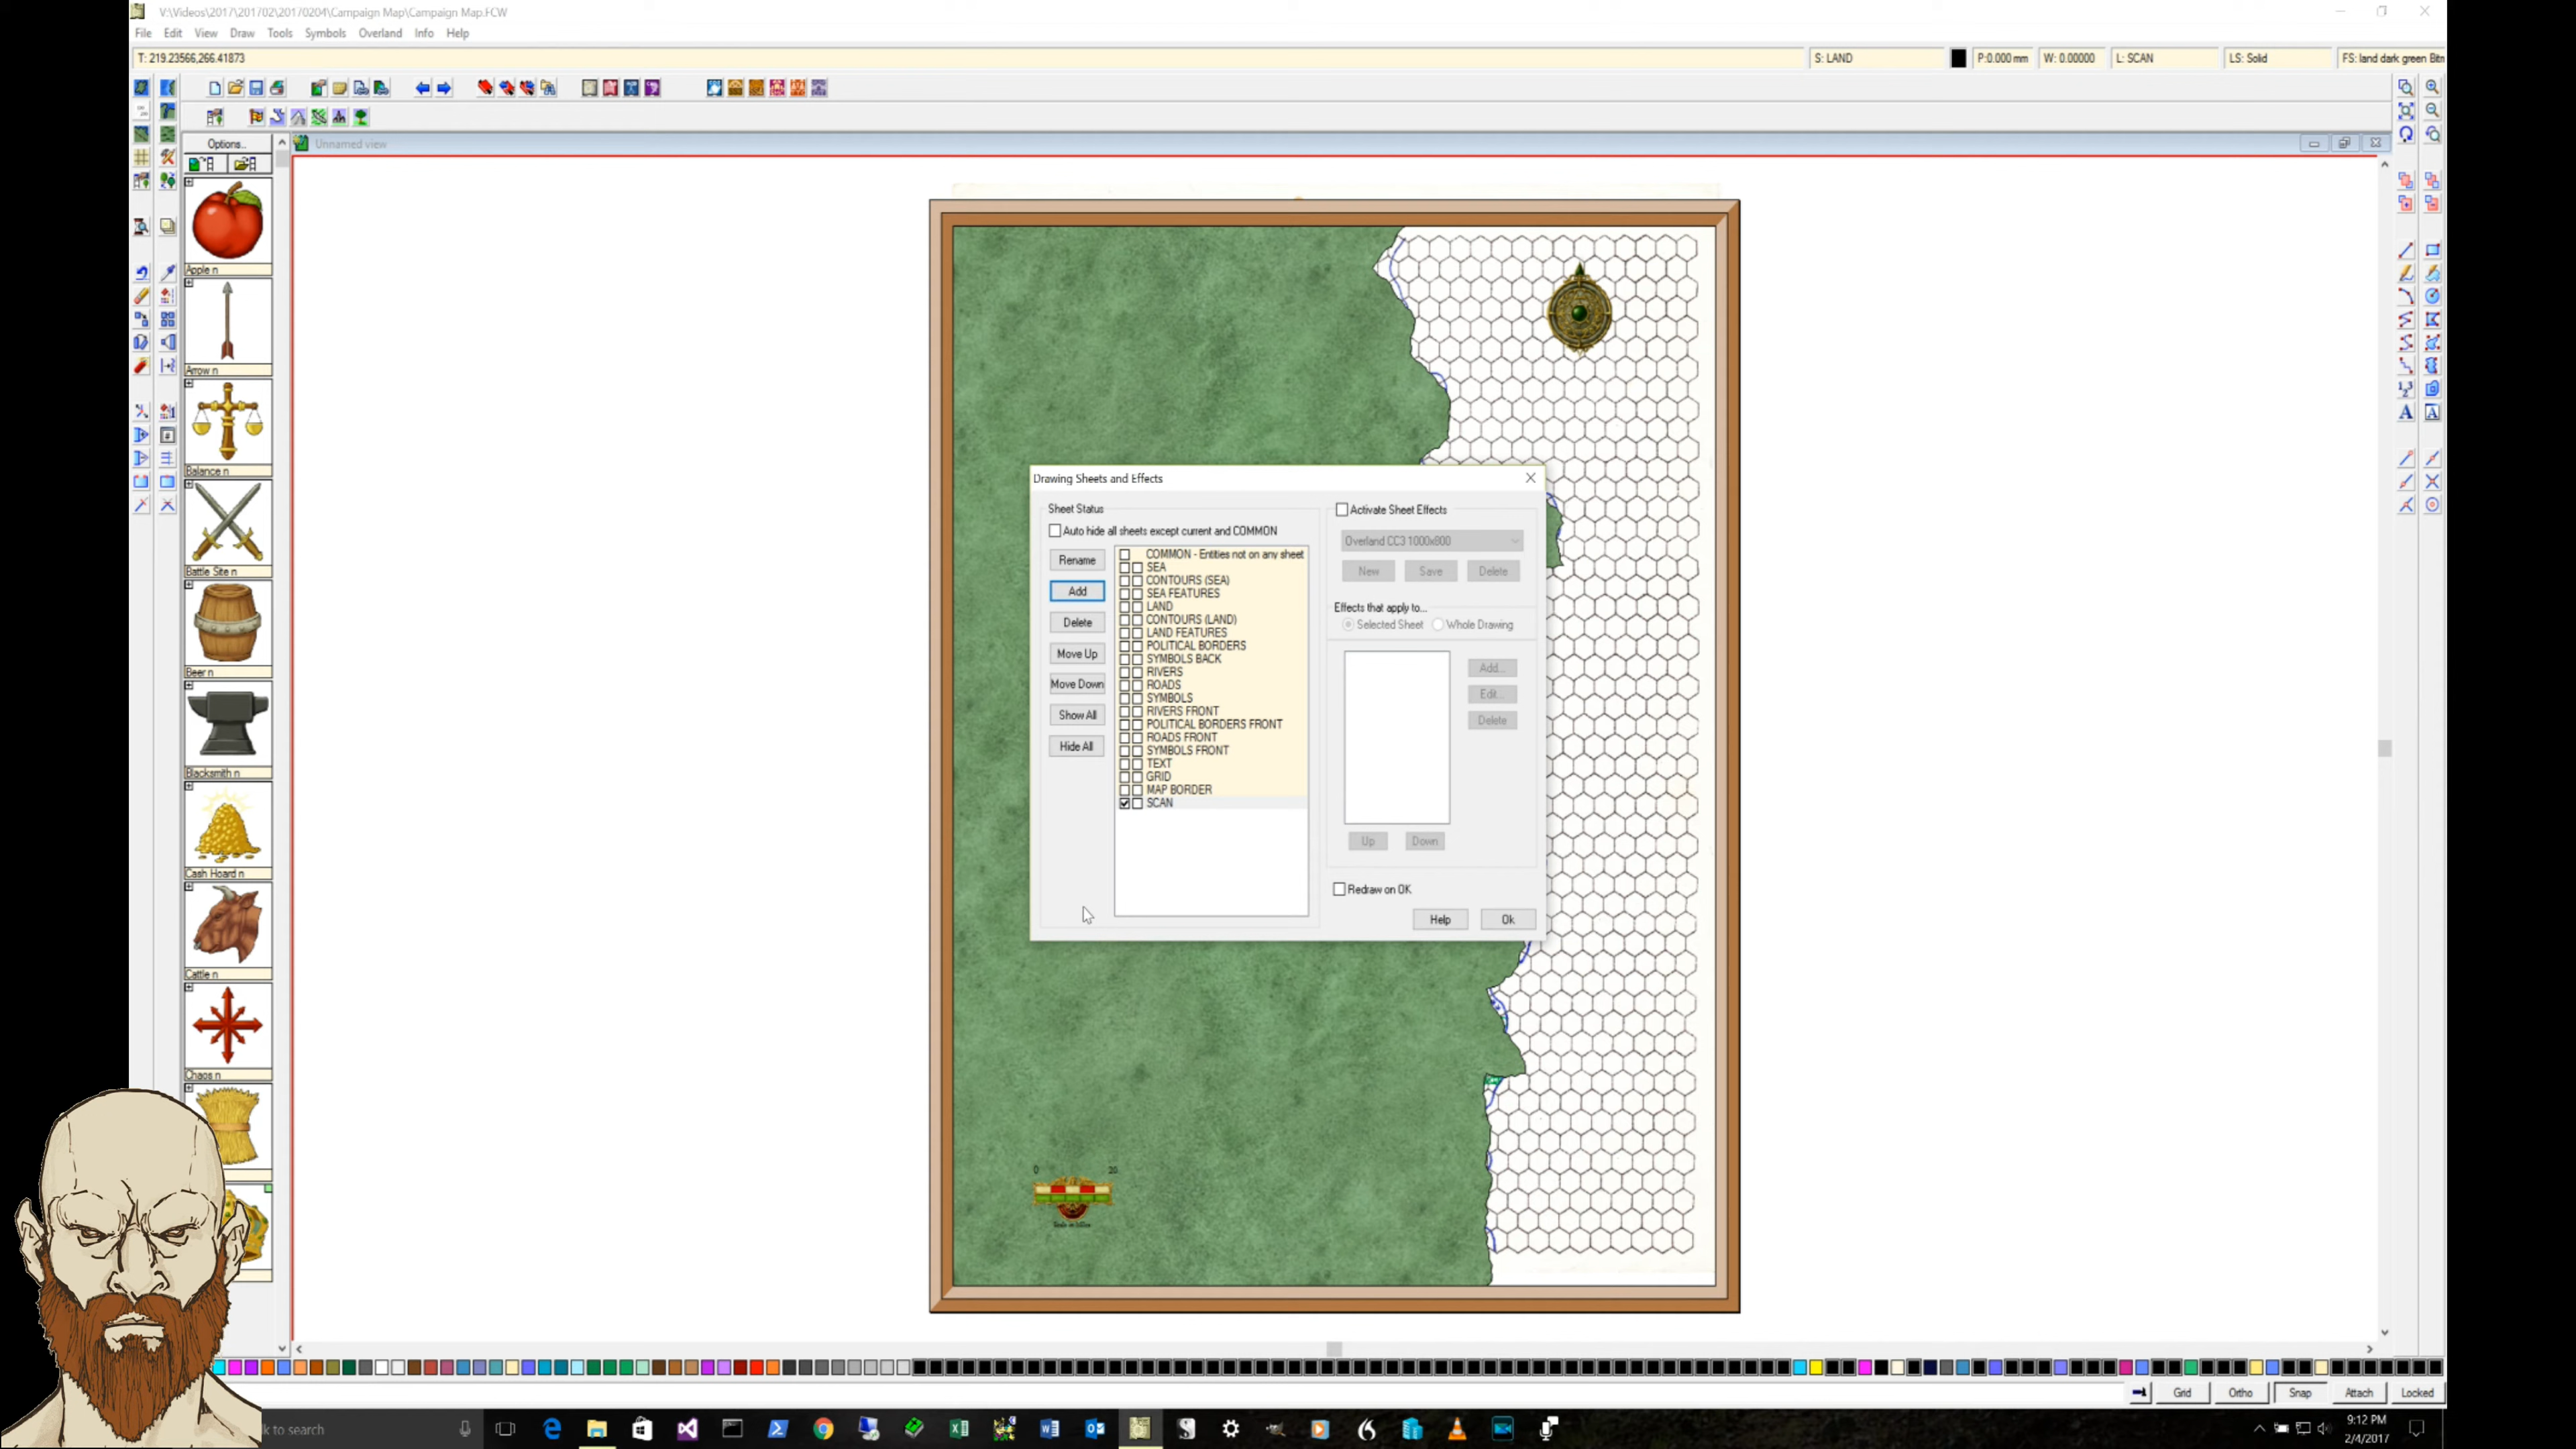 V:\Videos\2017\201702\20170204\Campaign Map\Campaign Map.FCW
File Edit View Draw Tools Symbols Overland Info Help
T: 219.23566,266.41873
S: LAND
P:0.000 mm
W: 0.00000
L: SCAN
LS: Solid
FS: land dark green Bitm
Options..
Unnamed view
Apple n
Arrow n
Balance n
Battle Site n
Beer n
Blacksmith n
Cash Hoard n
Cattle n
Chaos n
Drawing Sheets and Effects
Sheet Status
Auto hide all sheets except current and COMMON
Rename
Add
Delete
Move Up
Move Down
Show All
Hide All
COMMON - Entities not on any sheet
SEA
CONTOURS (SEA)
SEA FEATURES
LAND
CONTOURS (LAND)
LAND FEATURES
POLITICAL BORDERS
SYMBOLS BACK
RIVERS
ROADS
SYMBOLS
RIVERS FRONT
POLITICAL BORDERS FRONT
ROADS FRONT
SYMBOLS FRONT
TEXT
GRID
MAP BORDER
SCAN
Activate Sheet Effects
Overland CC3 1000x800
New Save Delete
Effects that apply to...
Selected Sheet Whole Drawing
Add...
Edit...
Delete
Up Down
Redraw on OK
Help Ok
0 20
Grid Ortho Snap Attach Locked
k to search
9:12 PM
2/4/2017